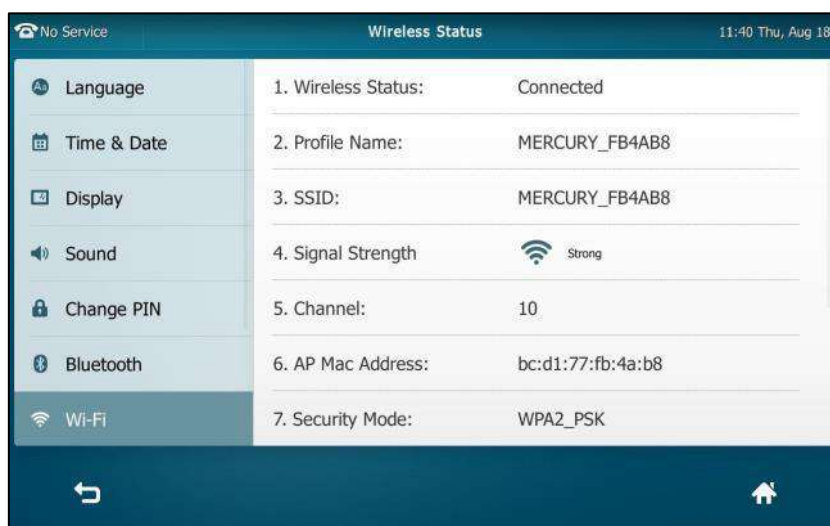 No Service
Wireless Status
11:40 Thu, Aug 18
Language
Time & Date
Display
Sound
Change PIN
Bluetooth
Wi-Fi
1. Wireless Status: Connected
2. Profile Name: MERCURY_FB4AB8
3. SSID: MERCURY_FB4AB8
4. Signal Strength Strong
5. Channel: 10
6. AP Mac Address: bc:d1:77:fb:4a:b8
7. Security Mode: WPA2_PSK